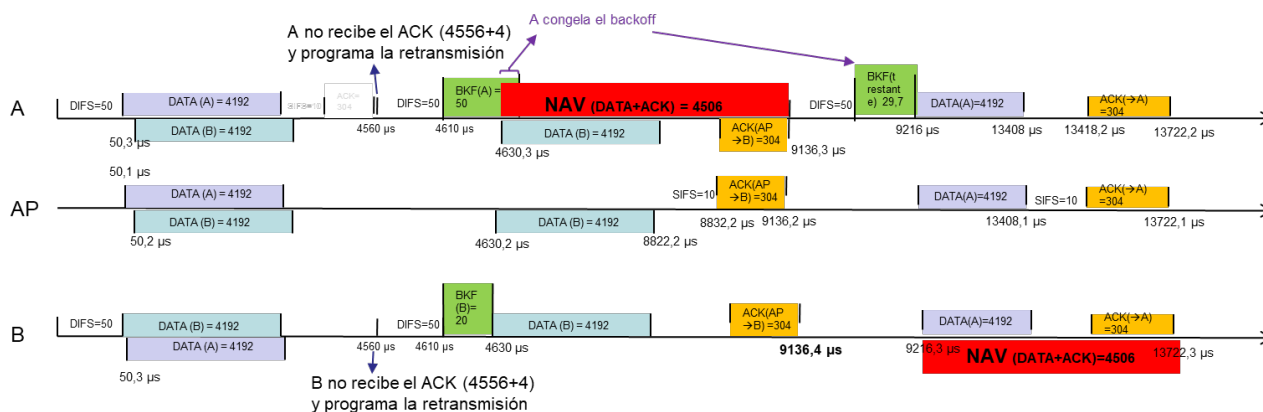 A congela el backoff
A no recibe el ACK (4556+4)
y programa la retransmisión
A
DIFS=50
DATA (A) = 4192
DATA (B) = 4192
50,3 µs
SIFS=10
ACK=
304
4560 µs
DIFS=50
4610 µs
BKF(A) =
50
NAV (DATA+ACK) = 4506
DATA (B) = 4192
4630,3 µs
ACK(AP
→B) =304
9136,3 µs
DIFS=50
BKF(t
restant
e) 29,7
9216 µs
DATA(A)=4192
13408 µs
13418,2 µs
ACK(→A)
=304
13722,2 µs
AP
50,1 µs
DATA (A) = 4192
DATA (B) = 4192
50,2 µs
DATA (B) = 4192
4630,2 µs
8822,2 µs
SIFS=10
ACK(AP
→B) =304
8832,2 µs
9136,2 µs
DATA(A)=4192
13408,1 µs
SIFS=10
ACK(→A)
=304
13722,1 µs
B
DIFS=50
DATA (B) = 4192
DATA (A) = 4192
50,3 µs
4560 µs
DIFS=50
4610 µs
BKF
(B)=
20
4630 µs
DATA (B) = 4192
ACK(AP
→B) =304
9136,4 µs
DATA(A)=4192
9216,3 µs
ACK(→A)
=304
13722,3 µs
NAV (DATA+ACK)=4506
B no recibe el ACK (4556+4)
y programa la retransmisión